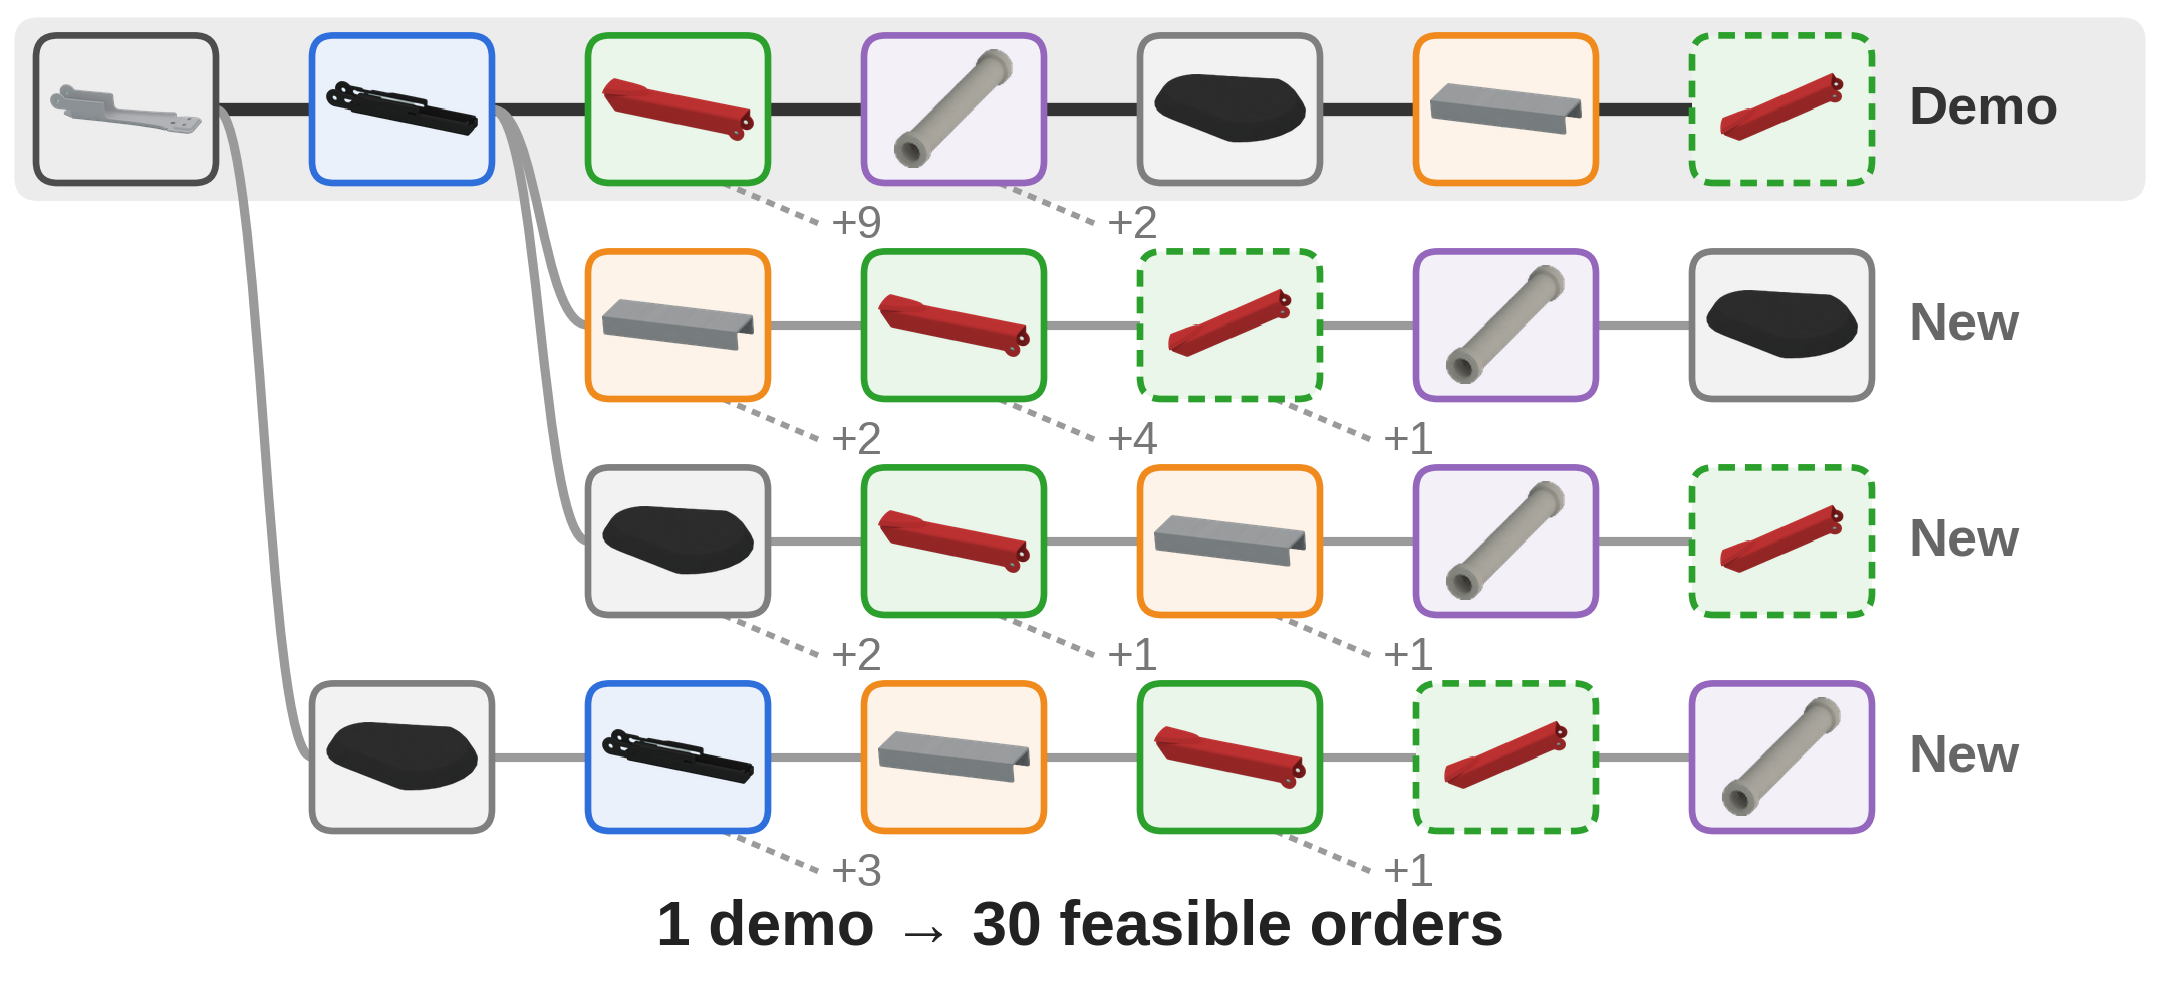 Demo
+9 +2
New
+2 +4 +1
New
+2 +1 +1
New
+3 +1
1 demo → 30 feasible orders